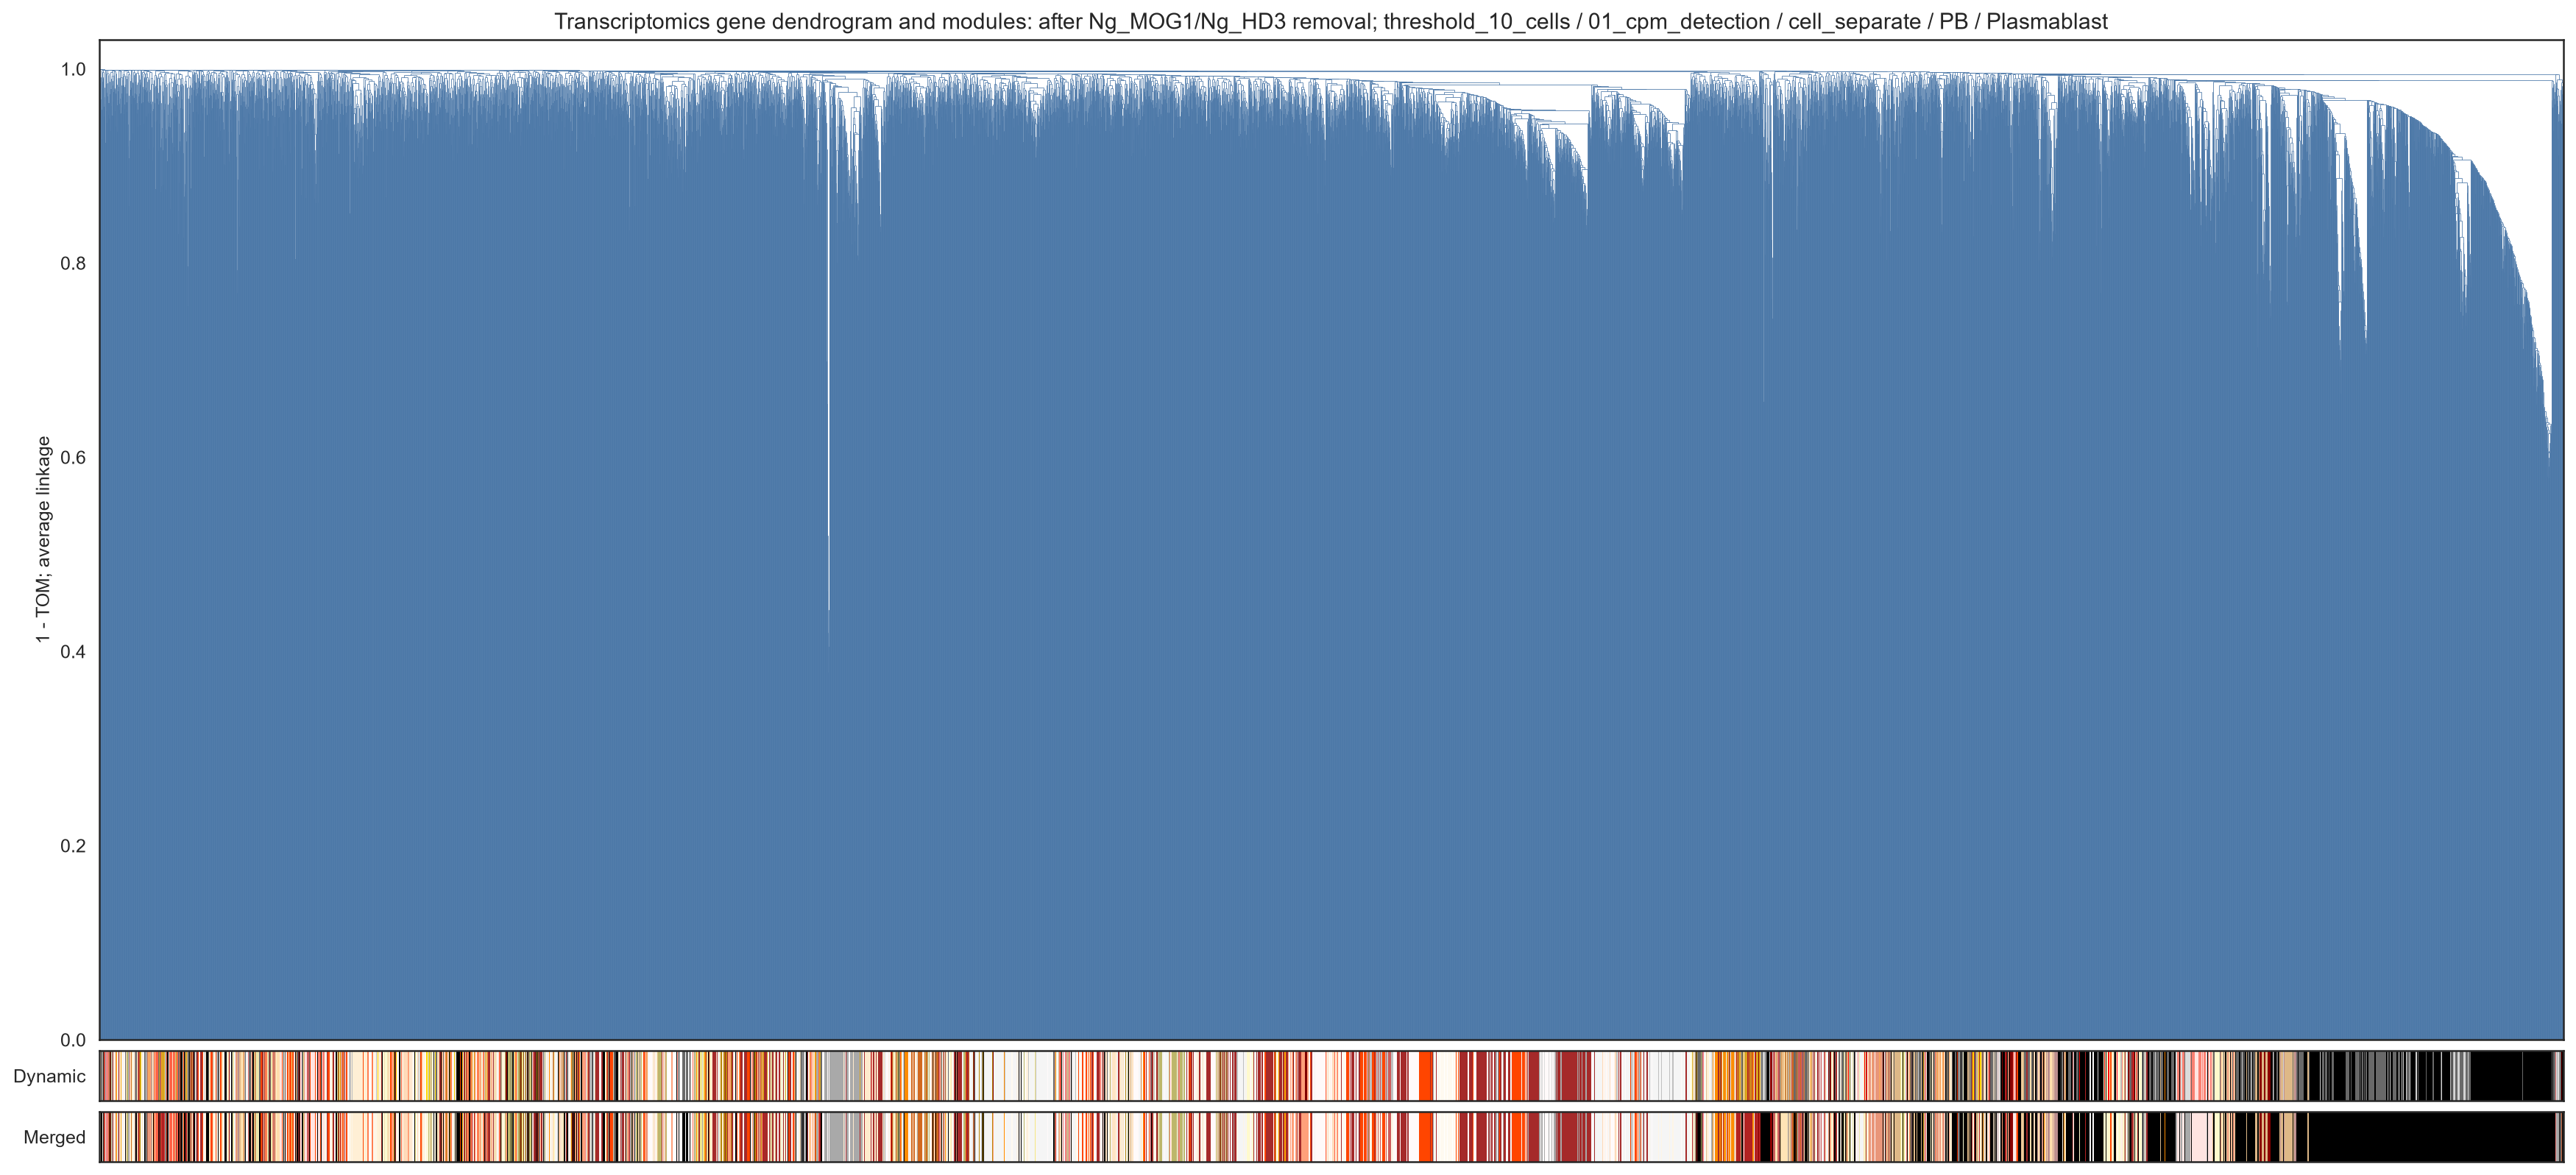 Transcriptomics gene dendrogram and modules: after Ng_MOG1/Ng_HD3 removal; threshold_10_cells / 01_cpm_detection / cell_separate / PB / Plasmablast
1.0
0.8
0.6
0.4
0.2
0.0
1 - TOM; average linkage
Dynamic
Merged